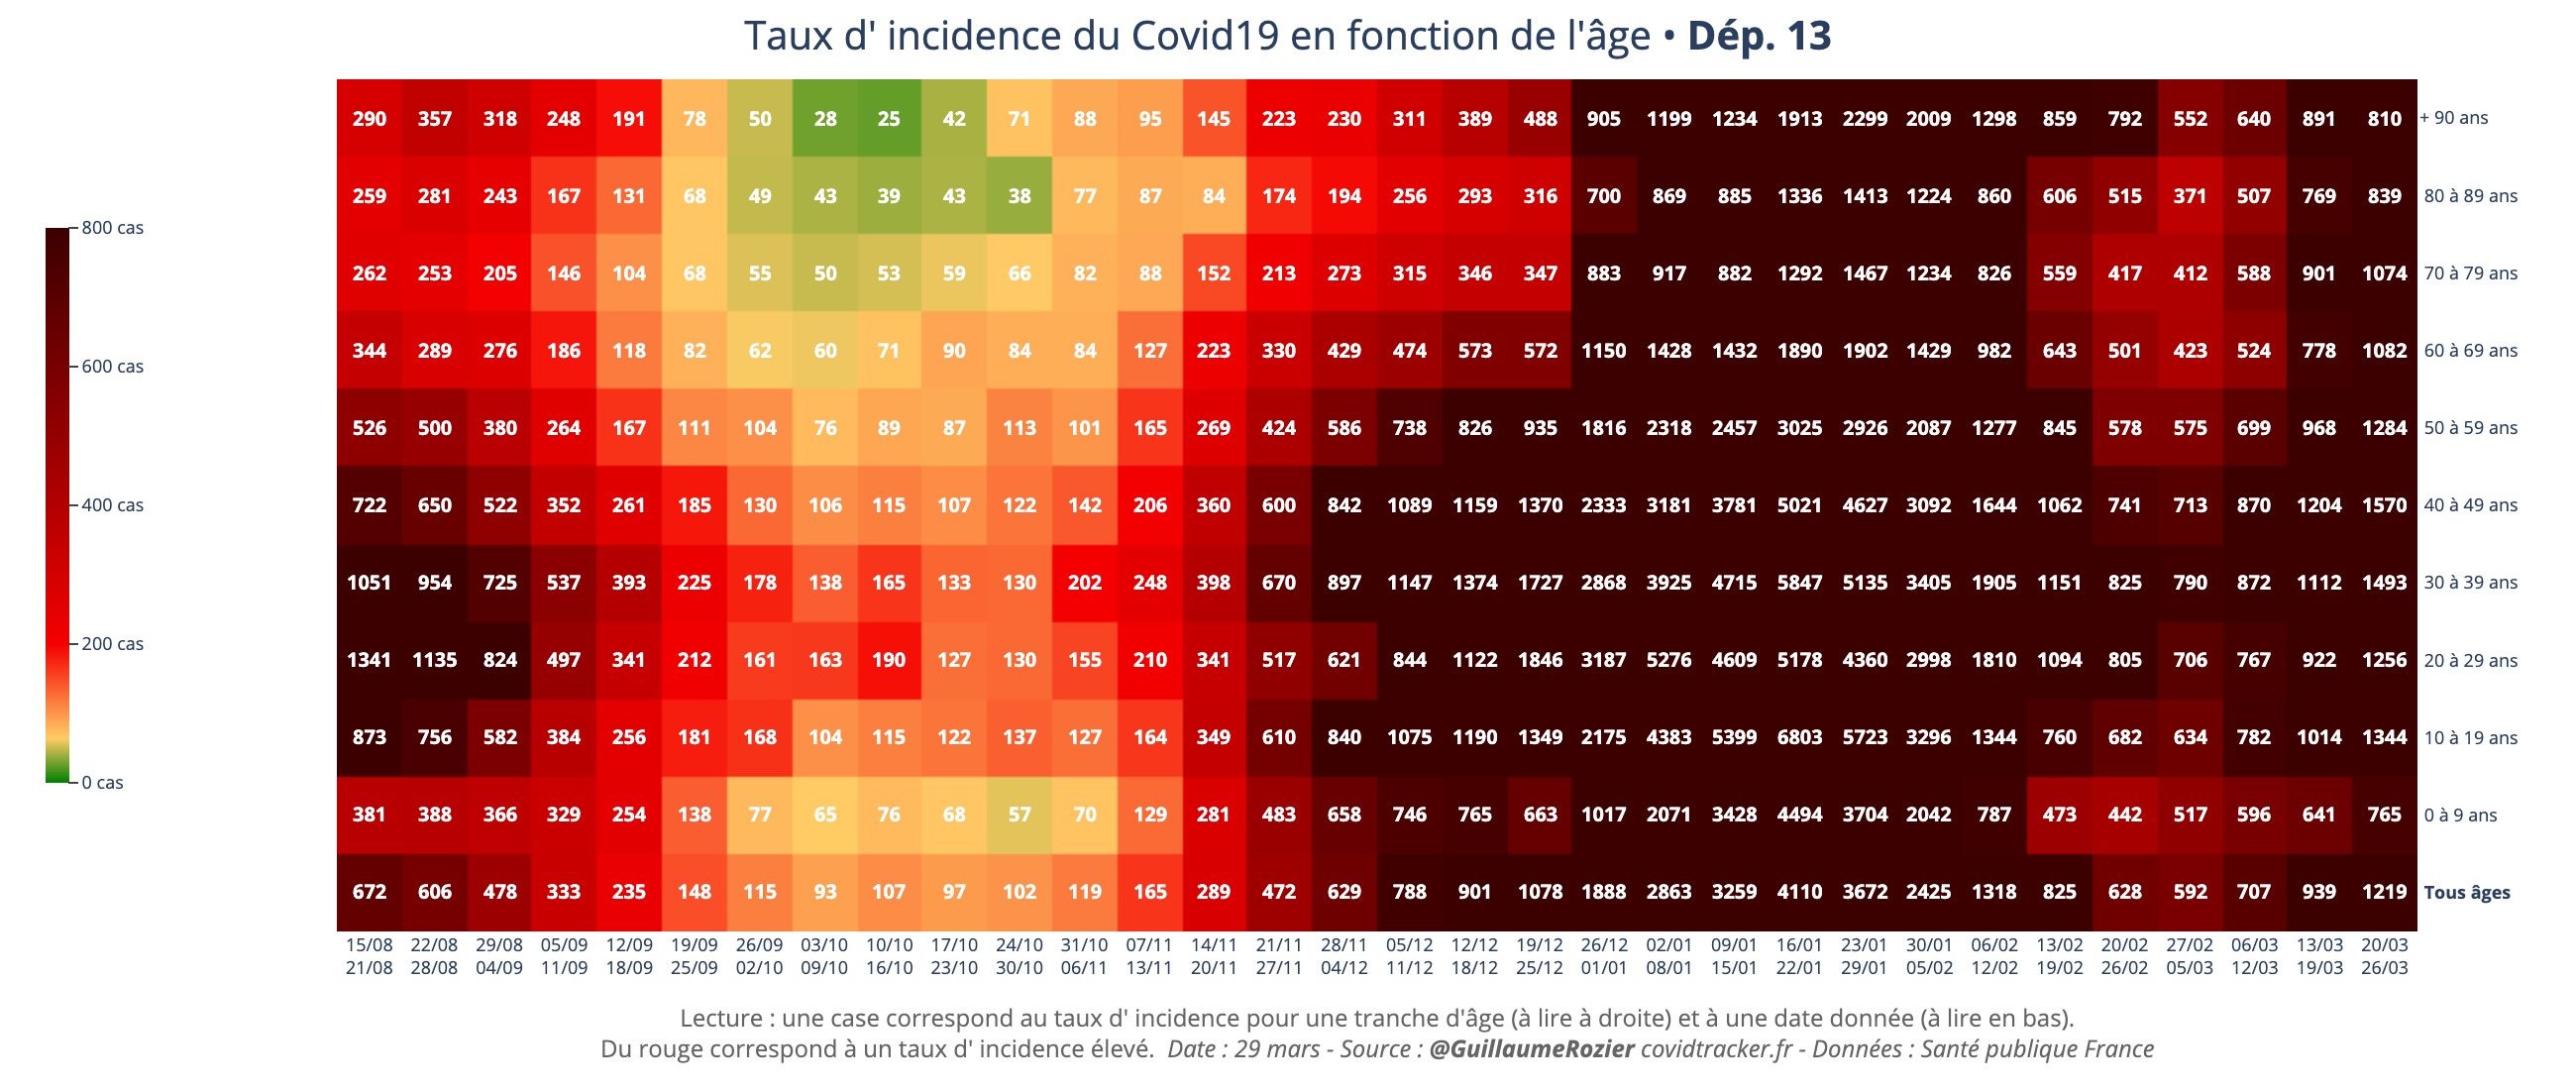 Taux d' incidence du Covid19 en fonction de l'âge • Dép. 13
290 357 318 248 191 78 50 28 25 42 71 88 95 145 223 230 311 389 488 905 1199 1234 1913 2299 2009 1298 859 792 552 640 891 810 + 90 ans
259 281 243 167 131 68 49 43 39 43 38 77 87 84 174 194 256 293 316 700 869 885 1336 1413 1224 860 606 515 371 507 769 839 80 à 89 ans
800 cas
262 253 205 146 104 68 55 50 53 59 66 82 88 152 213 273 315 346 347 883 917 882 1292 1467 1234 826 559 417 412 588 901 1074 70 à 79 ans
344 289 276 186 118 82 62 60 71 90 84 84 127 223 330 429 474 573 572 1150 1428 1432 1890 1902 1429 982 643 501 423 524 778 1082 60 à 69 ans
600 cas
526 500 380 264 167 111 104 76 89 87 113 101 165 269 424 586 738 826 935 1816 2318 2457 3025 2926 2087 1277 845 578 575 699 968 1284 50 à 59 ans
400 cas
722 650 522 352 261 185 130 106 115 107 122 142 206 360 600 842 1089 1159 1370 2333 3181 3781 5021 4627 3092 1644 1062 741 713 870 1204 1570 40 à 49 ans
1051 954 725 537 393 225 178 138 165 133 130 202 248 398 670 897 1147 1374 1727 2868 3925 4715 5847 5135 3405 1905 1151 825 790 872 1112 1493 30 à 39 ans
200 cas
1341 1135 824 497 341 212 161 163 190 127 130 155 210 341 517 621 844 1122 1846 3187 5276 4609 5178 4360 2998 1810 1094 805 706 767 922 1256 20 à 29 ans
873 756 582 384 256 181 168 104 115 122 137 127 164 349 610 840 1075 1190 1349 2175 4383 5399 6803 5723 3296 1344 760 682 634 782 1014 1344 10 à 19 ans
0 cas
381 388 366 329 254 138 77 65 76 68 57 70 129 281 483 658 746 765 663 1017 2071 3428 4494 3704 2042 787 473 442 517 596 641 765 0 à 9 ans
672 606 478 333 235 148 115 93 107 97 102 119 165 289 472 629 788 901 1078 1888 2863 3259 4110 3672 2425 1318 825 628 592 707 939 1219 Tous âges
15/08 22/08 29/08 05/09 12/09 19/09 26/09 03/10 10/10 17/10 24/10 31/10 07/11 14/11 21/11 28/11 05/12 12/12 19/12 26/12 02/01 09/01 16/01 23/01 30/01 06/02 13/02 20/02 27/02 06/03 13/03 20/03
21/08 28/08 04/09 11/09 18/09 25/09 02/10 09/10 16/10 23/10 30/10 06/11 13/11 20/11 27/11 04/12 11/12 18/12 25/12 01/01 08/01 15/01 22/01 29/01 05/02 12/02 19/02 26/02 05/03 12/03 19/03 26/03
Lecture : une case correspond au taux d' incidence pour une tranche d'âge (à lire à droite) et à une date donnée (à lire en bas).
Du rouge correspond à un taux d' incidence élevé. Date : 29 mars - Source : @GuillaumeRozier covidtracker.fr - Données : Santé publique France